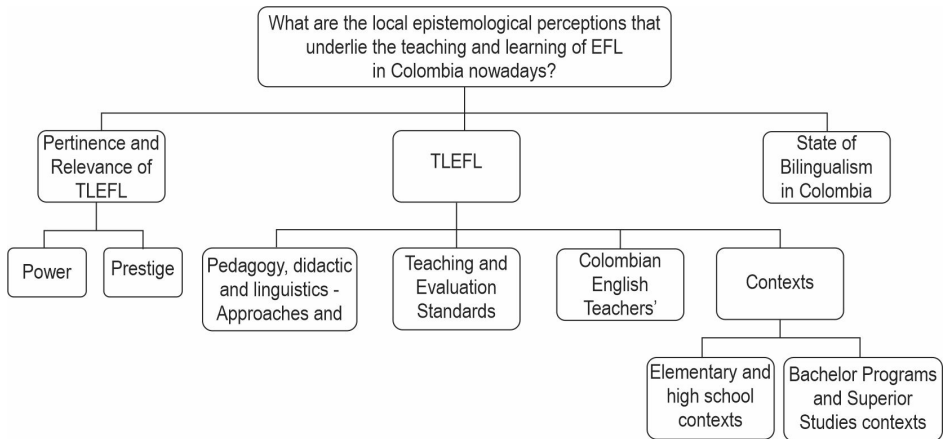 What are the local epistemological perceptions that
underlie the teaching and learning of EFL
in Colombia nowadays?
Pertinence and
Relevance of
TLEFL
TLEFL
State of
Bilingualism
in Colombia
Power
Prestige
Pedagogy, didactic
and linguistics -
Approaches and
Teaching and
Evaluation
Standards
Colombian
English
Teachers’
Contexts
Elementary and
high school
contexts
Bachelor Programs
and Superior
Studies contexts